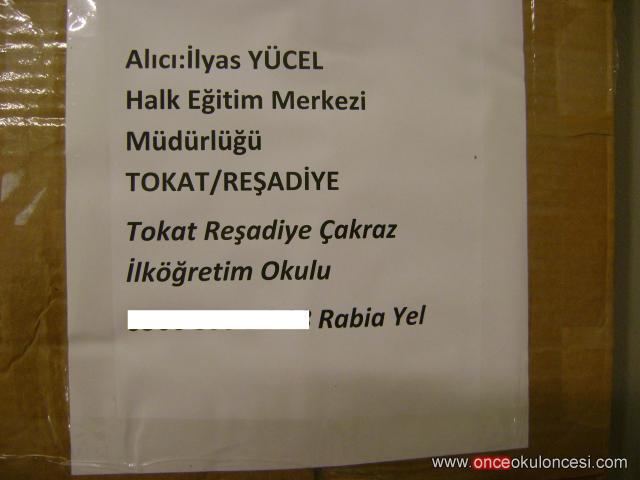 Alıcı:İlyas YÜCEL
Halk Eğitim Merkezi
Müdürlüğü
TOKAT/REŞADİYE
Tokat Reşadiye Çakraz
İlköğretim Okulu
Rabia Yel
www.onceokuloncesi.com